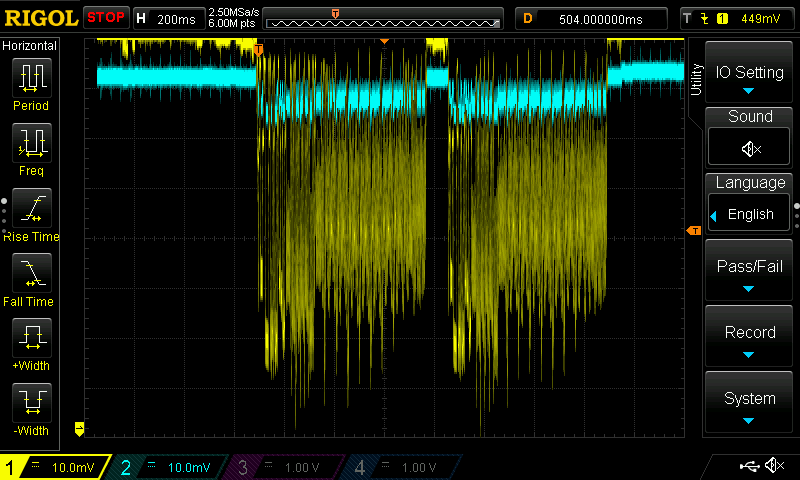 RIGOL STOP H 200ms 2.50MSa/s 6.00M pts T D 504.000000ms T 1 449mV
Horizontal
Period
Freq
Rise Time
Fall Time
+Width
-Width
T
T
Utility
IO Setting
Sound
Language
English
Pass/Fail
Record
System
1 = 10.0mV 2 = 10.0mV 3 = 1.00 V 4 = 1.00 V